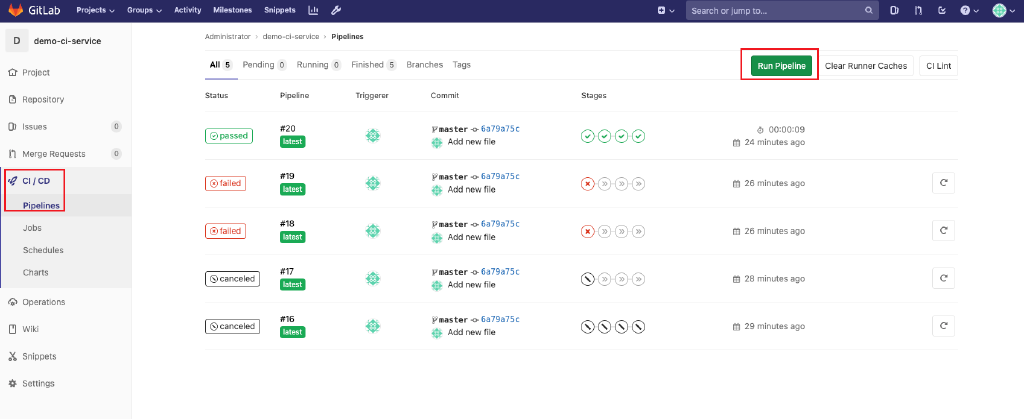 GitLab Projects Groups Activity Milestones Snippets Search or jump to...
D demo-ci-service
Project
Repository
Issues 0
Merge Requests 0
CI / CD
Pipelines
Jobs
Schedules
Charts
Operations
Wiki
Snippets
Settings
Administrator › demo-ci-service › Pipelines
All 5 Pending 0 Running 0 Finished 5 Branches Tags Run Pipeline Clear Runner Caches CI Lint
Status Pipeline Triggerer Commit Stages
passed #20 latest master 6a79a75c Add new file 00:00:09 24 minutes ago
failed #19 latest master 6a79a75c Add new file 26 minutes ago
failed #18 latest master 6a79a75c Add new file 26 minutes ago
canceled #17 latest master 6a79a75c Add new file 28 minutes ago
canceled #16 latest master 6a79a75c Add new file 29 minutes ago